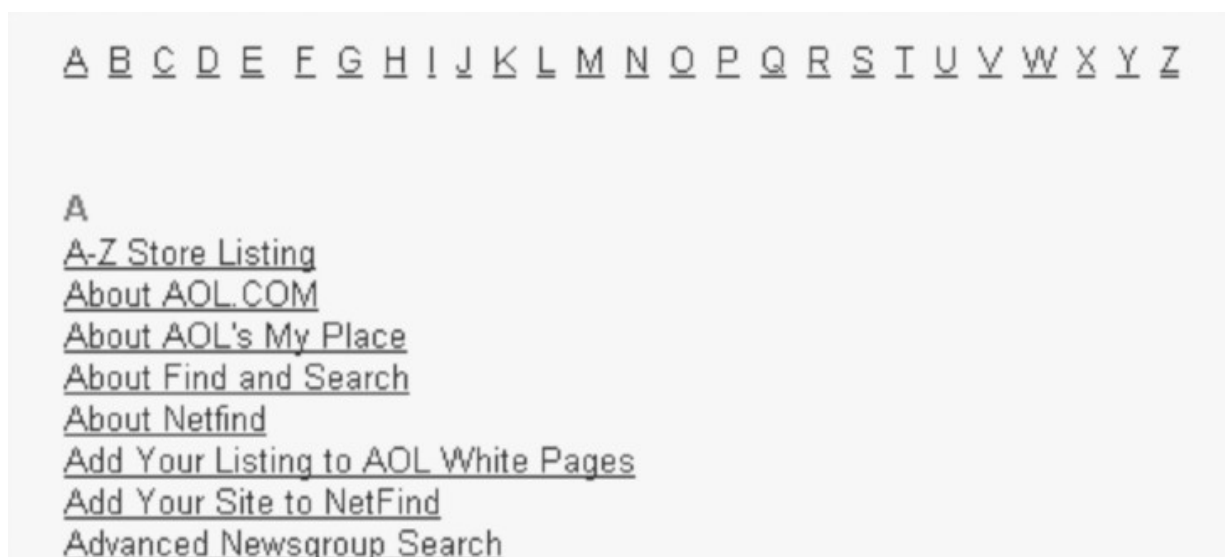 A B C D E F G H I J K L M N O P Q R S T U V W X Y Z
A
A-Z Store Listing
About AOL.COM
About AOL's My Place
About Find and Search
About Netfind
Add Your Listing to AOL White Pages
Add Your Site to NetFind
Advanced Newsgroup Search